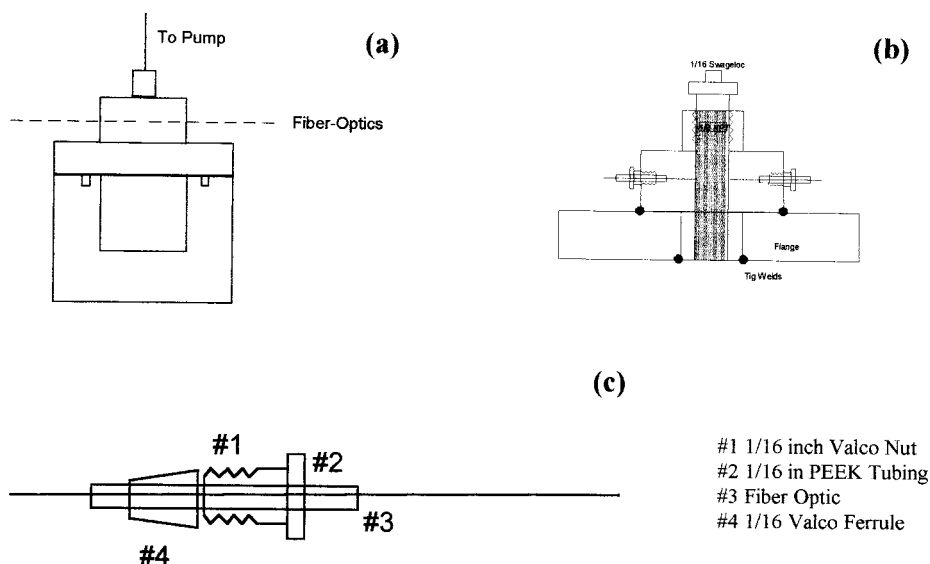 To Pump
(a)
Fiber-Optics
(b)
1/16 Swageloc
Flange
Tig Welds
(c)
#1
#2
#3
#4
#1 1/16 inch Valco Nut
#2 1/16 in PEEK Tubing
#3 Fiber Optic
#4 1/16 Valco Ferrule